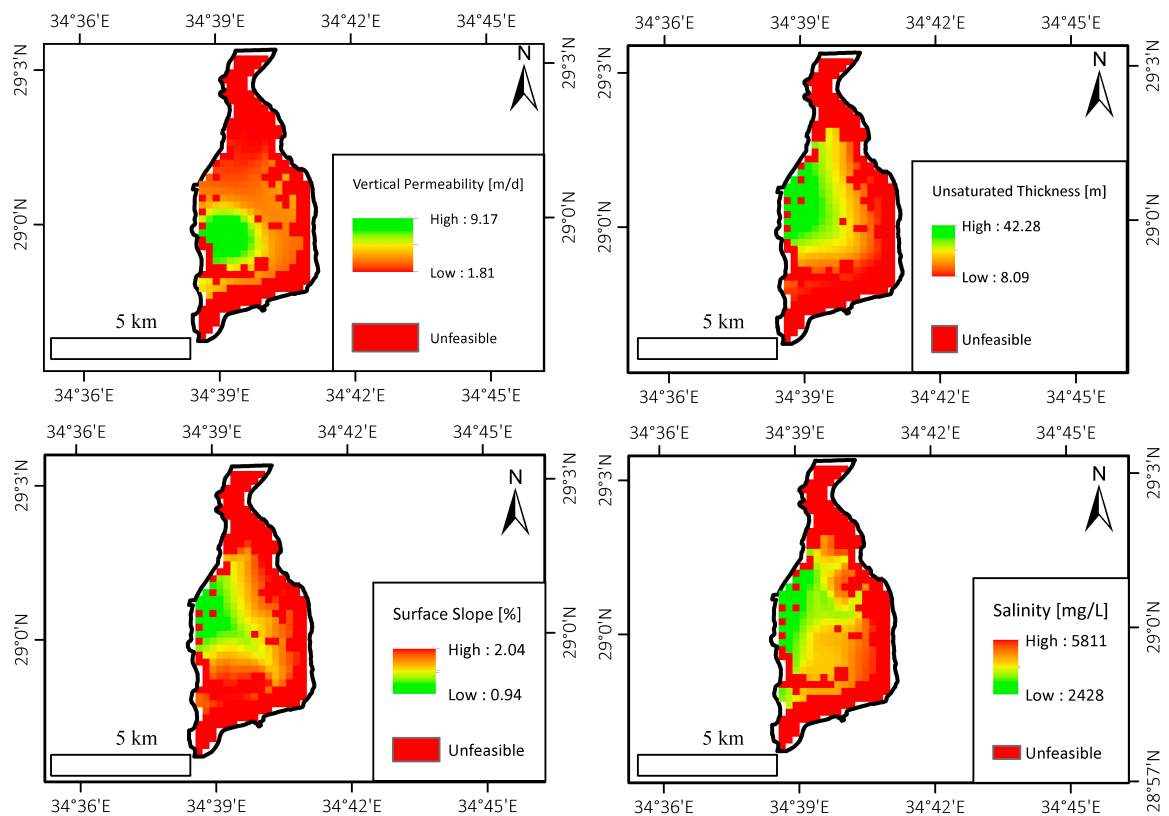 34°36'E 34°39'E 34°42'E 34°45'E
29°3'N
29°0'N
N
Vertical Permeability [m/d]
High : 9.17
Low : 1.81
Unfeasible
5 km
29°3'N
29°0'N
34°36'E 34°39'E 34°42'E 34°45'E
34°36'E 34°39'E 34°42'E 34°45'E
29°3'N
29°0'N
N
Unsaturated Thickness [m]
High : 42.28
Low : 8.09
Unfeasible
5 km
29°3'N
29°0'N
34°36'E 34°39'E 34°42'E 34°45'E
34°36'E 34°39'E 34°42'E 34°45'E
29°3'N
29°0'N
N
Surface Slope [%]
High : 2.04
Low : 0.94
Unfeasible
5 km
29°3'N
29°0'N
34°36'E 34°39'E 34°42'E 34°45'E
34°36'E 34°39'E 34°42'E 34°45'E
29°3'N
29°0'N
N
Salinity [mg/L]
High : 5811
Low : 2428
Unfeasible
5 km
29°3'N
29°0'N
28°57'N
34°36'E 34°39'E 34°42'E 34°45'E